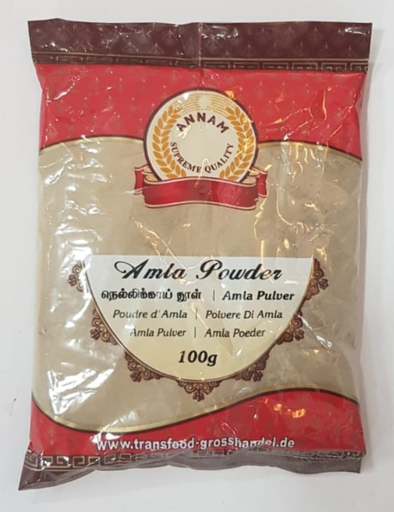 ANNAM
SUPREME QUALITY
Amla Powder
நெல்லிக்காய் தூள் | Amla Pulver
Poudre d' Amla | Polvere Di Amla
Amla Pulver | Amla Poeder
100g
www.transfood-grosshandel.de